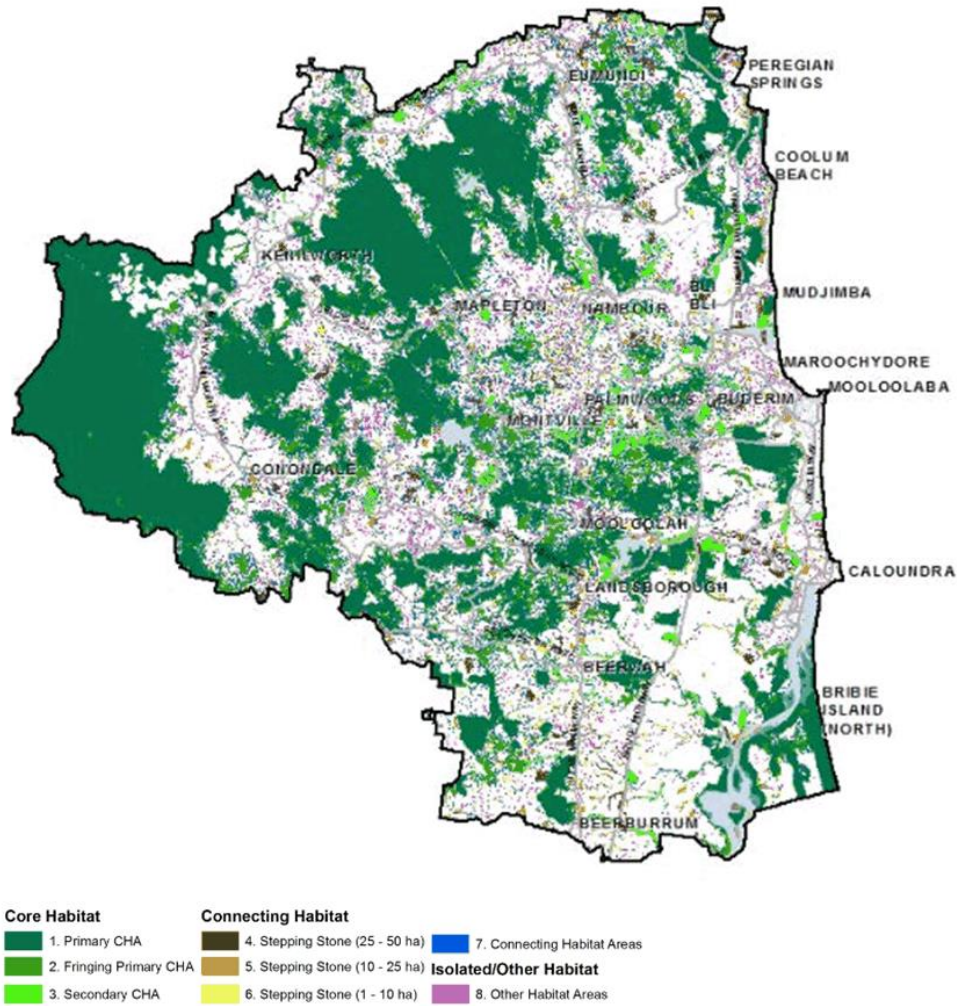 EUMUNDI
PEREGIAN
SPRINGS
COOLUM
BEACH
KENILWORTH
BLI
BLI
MUDJIMBA
MAPLETON
NAMBOUR
MAROOCHYDORE
MOOLOOLABA
PALMWOODS
BUDERIM
MONTVILLE
CONONDALE
MOOLOOLAH
CALOUNDRA
LANDSBOROUGH
BEERWAH
BRIBIE
ISLAND
(NORTH)
BEERBURRUM
Core Habitat
1. Primary CHA
2. Fringing Primary CHA
3. Secondary CHA
Connecting Habitat
4. Stepping Stone (25 - 50 ha)
5. Stepping Stone (10 - 25 ha)
6. Stepping Stone (1 - 10 ha)
7. Connecting Habitat Areas
Isolated/Other Habitat
8. Other Habitat Areas